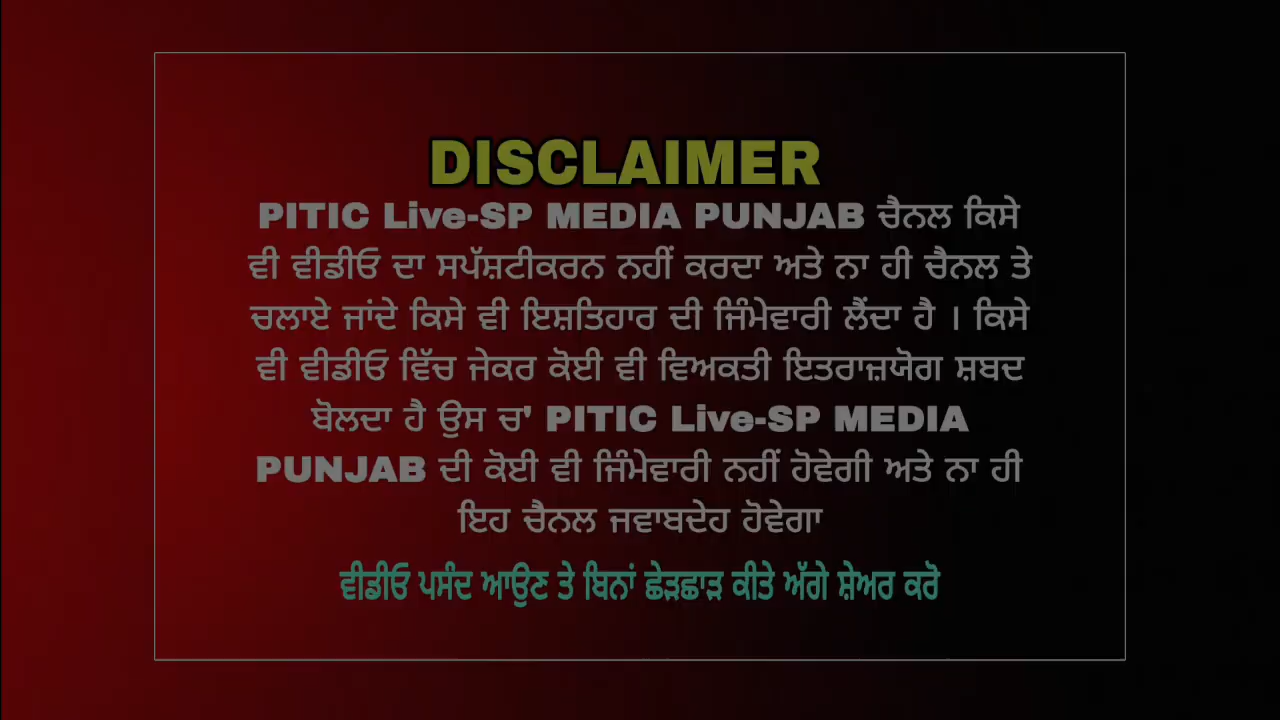 DISCLAIMER
PITIC Live-SP MEDIA PUNJAB ਚੈਨਲ ਕਿਸੇ
ਵੀ ਵੀਡੀਓ ਦਾ ਸਪੱਸ਼ਟੀਕਰਨ ਨਹੀਂ ਕਰਦਾ ਅਤੇ ਨਾ ਹੀ ਚੈਨਲ ਤੇ
ਚਲਾਏ ਜਾਂਦੇ ਕਿਸੇ ਵੀ ਇਸ਼ਤਿਹਾਰ ਦੀ ਜਿੰਮੇਵਾਰੀ ਲੈਂਦਾ ਹੈ । ਕਿਸੇ
ਵੀ ਵੀਡੀਓ ਵਿੱਚ ਜੇਕਰ ਕੋਈ ਵੀ ਵਿਅਕਤੀ ਇਤਰਾਜ਼ਯੋਗ ਸ਼ਬਦ
ਬੋਲਦਾ ਹੈ ਉਸ ਚ' PITIC Live-SP MEDIA
PUNJAB ਦੀ ਕੋਈ ਵੀ ਜਿੰਮੇਵਾਰੀ ਨਹੀਂ ਹੋਵੇਗੀ ਅਤੇ ਨਾ ਹੀ
ਇਹ ਚੈਨਲ ਜਵਾਬਦੇਹ ਹੋਵੇਗਾ
ਵੀਡੀਓ ਪਸੰਦ ਆਉਣ ਤੇ ਬਿਨਾਂ ਛੇੜਛਾੜ ਕੀਤੇ ਅੱਗੇ ਸ਼ੇਅਰ ਕਰੋ